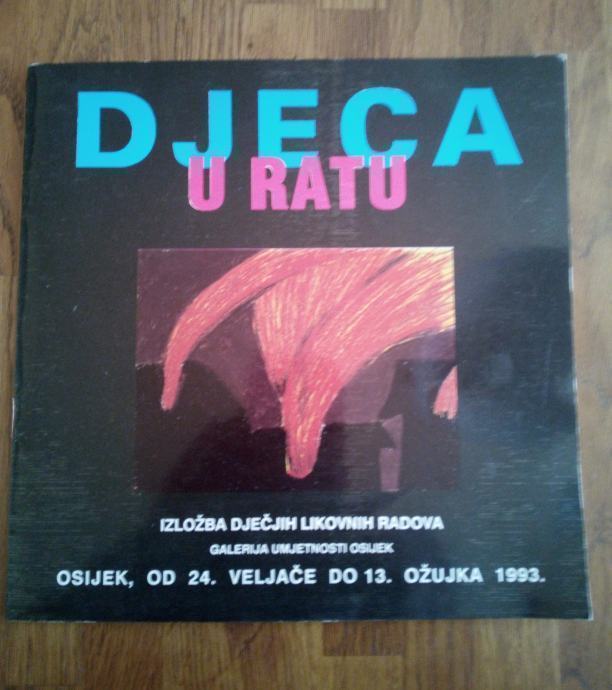 DJECA
U RATU
IZLOŽBA DJEČJIH LIKOVNIH RADOVA
GALERIJA UMJETNOSTI OSIJEK
OSIJEK, OD 24. VELJAČE DO 13. OŽUJKA 1993.